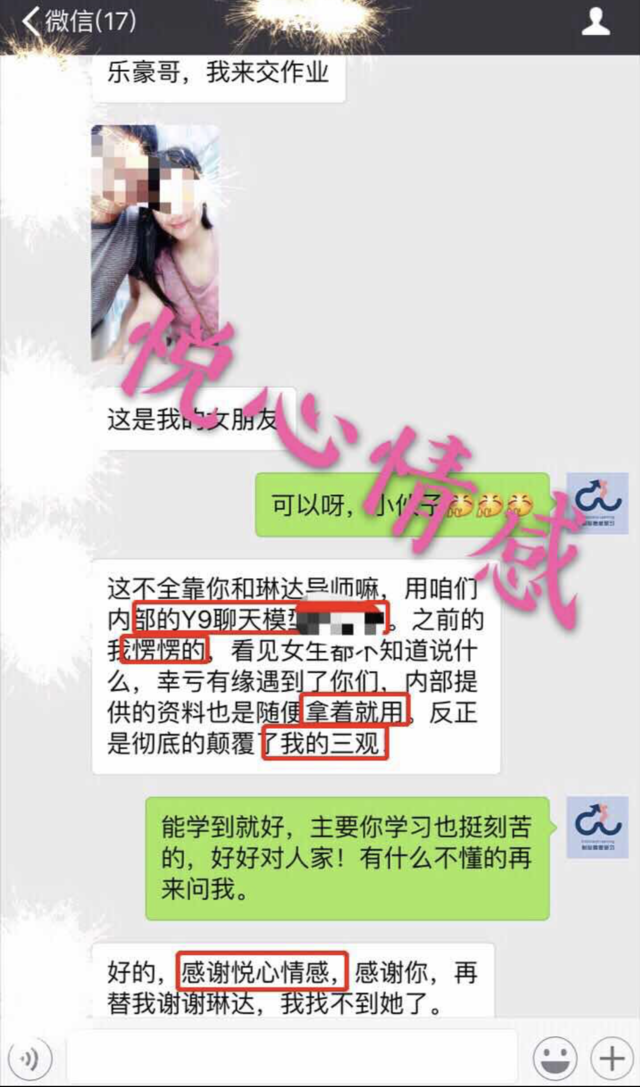 微信(17)
乐豪哥，我来交作业
这是我的女朋友
可以呀，小伙子
这不全靠你和琳达导师嘛，用咱们
内部的Y9聊天模型。之前的
我愣愣的，看见女生都不知道说什
么，幸亏有缘遇到了你们，内部提
供的资料也是随便拿着就用。反正
是彻底的颠覆了我的三观
能学到就好，主要你学习也挺刻苦
的，好好对人家！有什么不懂的再
来问我。
好的，感谢悦心情感，感谢你，再
替我谢谢琳达，我找不到她了。
悦心情感